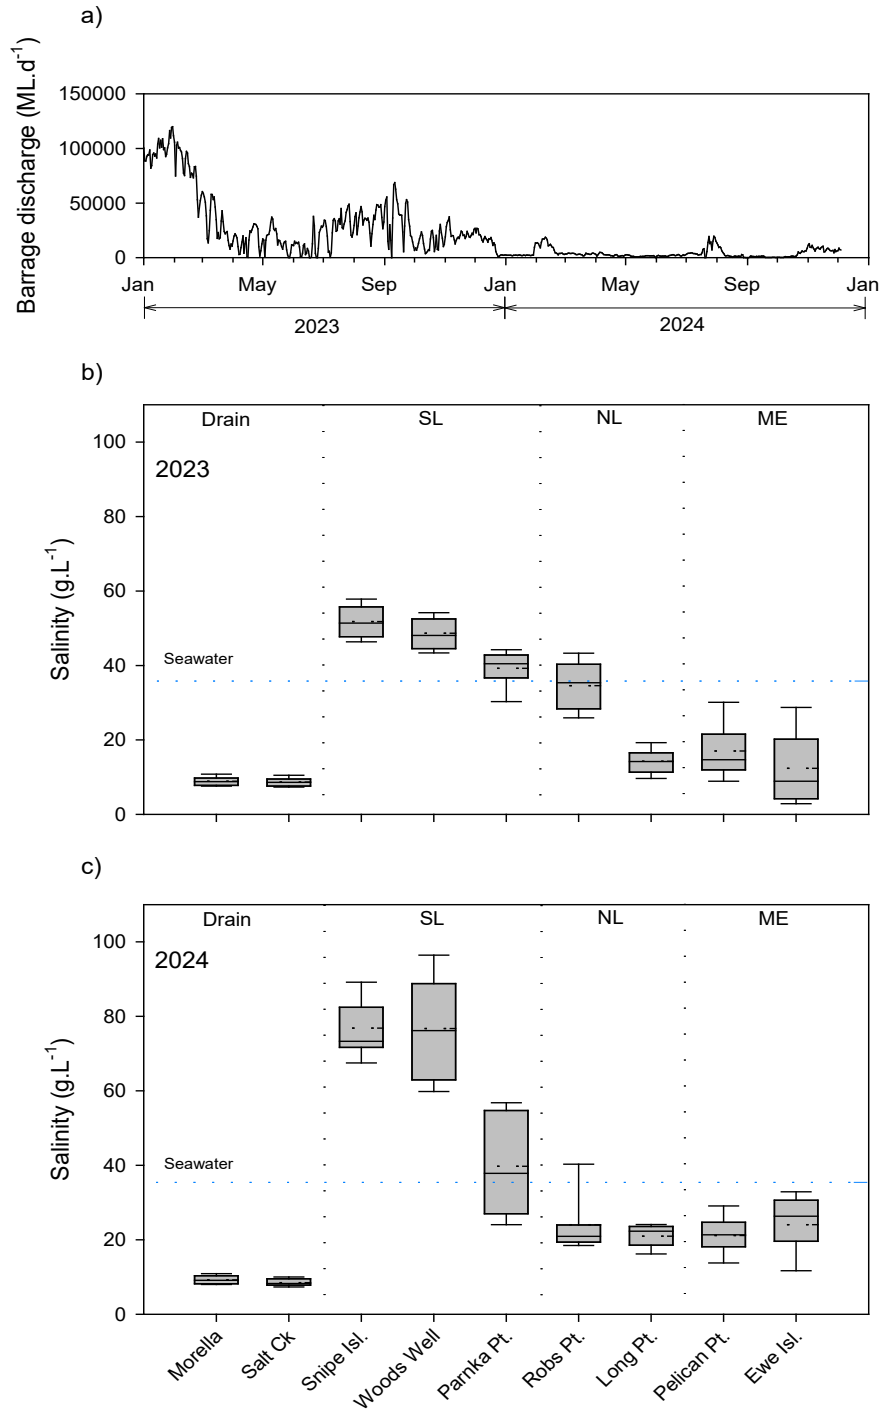 a)
Barrage discharge (ML.d⁻¹)
150000
100000
50000
0
Jan May Sep Jan May Sep Jan
2023 2024
b)
Drain SL NL ME
2023
Salinity (g.L⁻¹)
100
80
60
40
20
0
Seawater
c)
Drain SL NL ME
2024
Salinity (g.L⁻¹)
100
80
60
40
20
0
Seawater
Morella
Salt Ck
Snipe Isl.
Woods Well
Parnka Pt.
Robs Pt.
Long Pt.
Pelican Pt.
Ewe Isl.